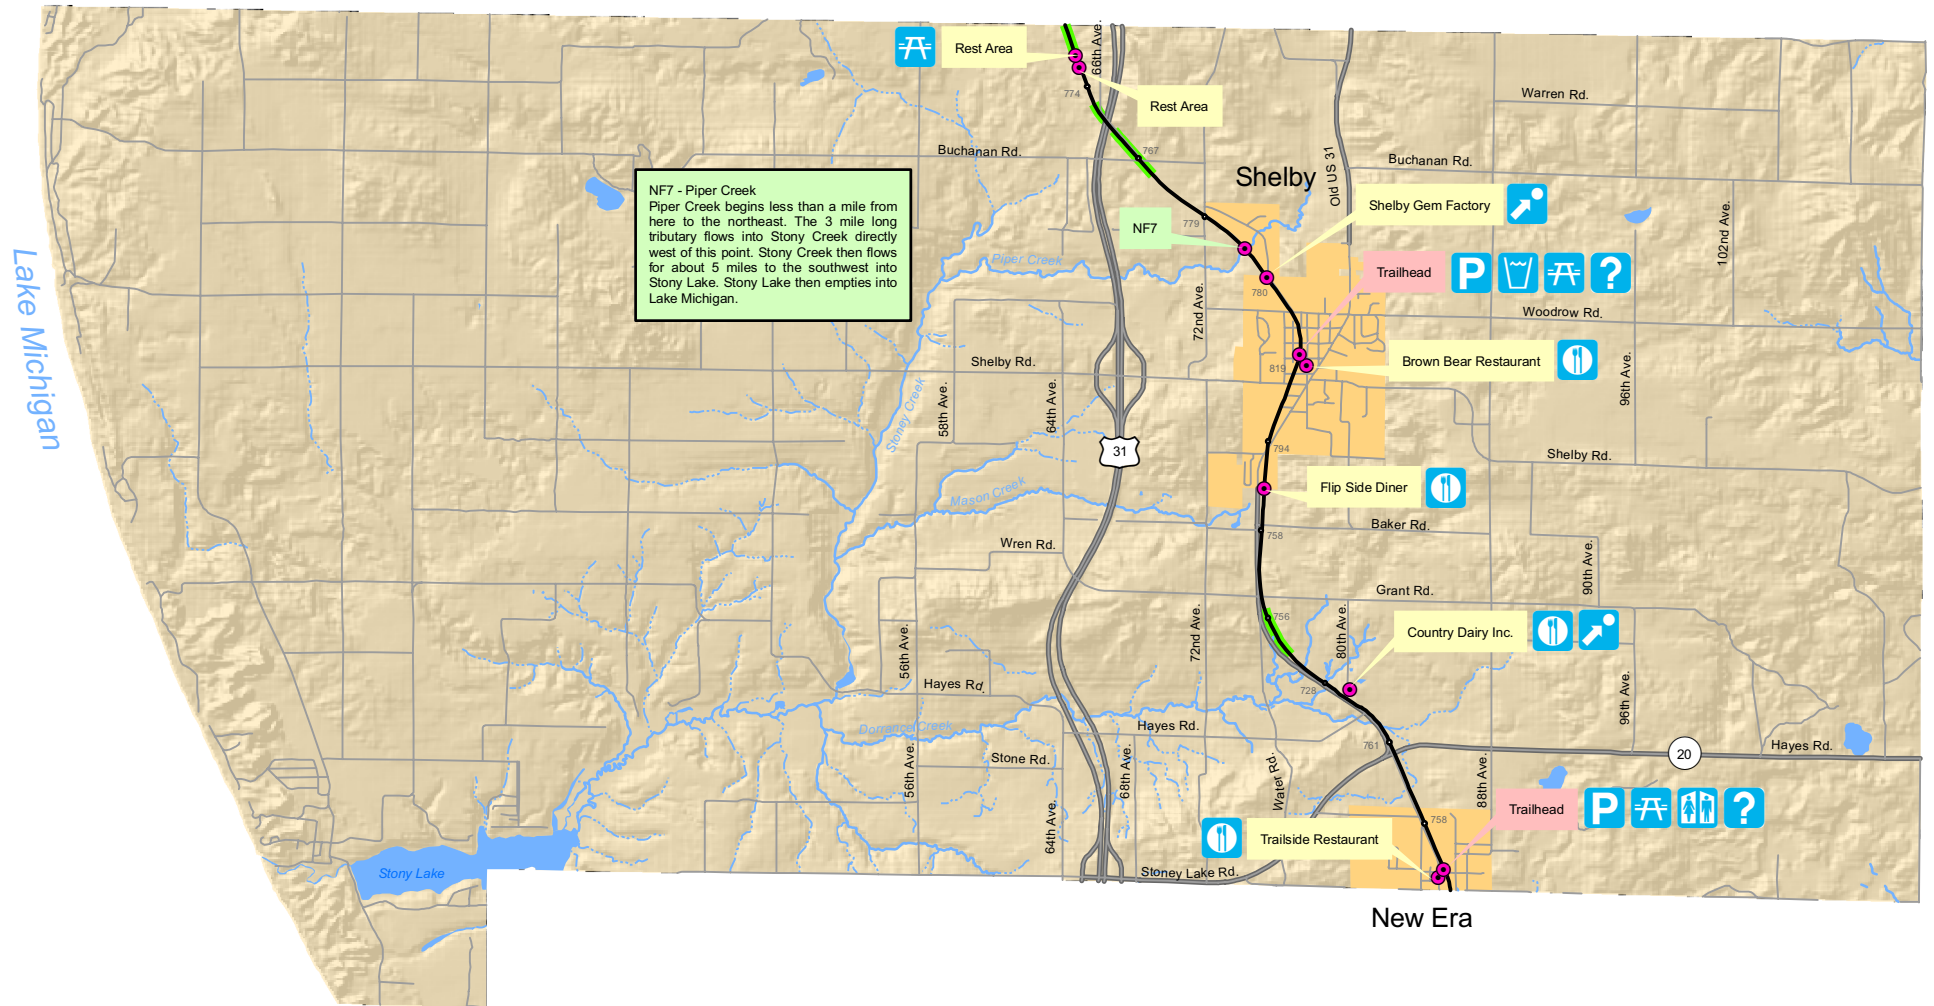 Rest Area
66th Ave.
774
Rest Area
Warren Rd.
Buchanan Rd.
767
Old US 31
Buchanan Rd.
Shelby
NF7 - Piper Creek
Piper Creek begins less than a mile from
here to the northeast. The 3 mile long
tributary flows into Stony Creek directly
west of this point. Stony Creek then flows
for about 5 miles to the southwest into
Stony Lake. Stony Lake then empties into
Lake Michigan.
Shelby Gem Factory
102nd Ave.
NF7
779
Lake Michigan
Piper Creek
Trailhead
P
?
780
72nd Ave.
Woodrow Rd.
Shelby Rd.
Brown Bear Restaurant
819
96th Ave.
58th Ave.
64th Ave.
Stoney Creek
31
794
Shelby Rd.
Flip Side Diner
Mason Creek
Baker Rd.
758
Wren Rd.
90th Ave.
Grant Rd.
756
80th Ave.
72nd Ave.
56th Ave.
Country Dairy Inc.
Hayes Rd.
728
96th Ave.
Dorrance Creek
Hayes Rd.
761
Hayes Rd.
20
Stone Rd.
56th Ave.
68th Ave.
Water Rd.
88th Ave.
Trailhead
P
?
64th Ave.
758
Trailside Restaurant
Stony Lake
Stoney Lake Rd.
New Era